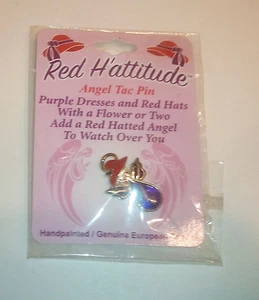 Red H'attitude™
Angel Tac Pin
Purple Dresses and Red Hats
With a Flower or Two
Add a Red Hatted Angel
To Watch Over You
Handpainted / Genuine European